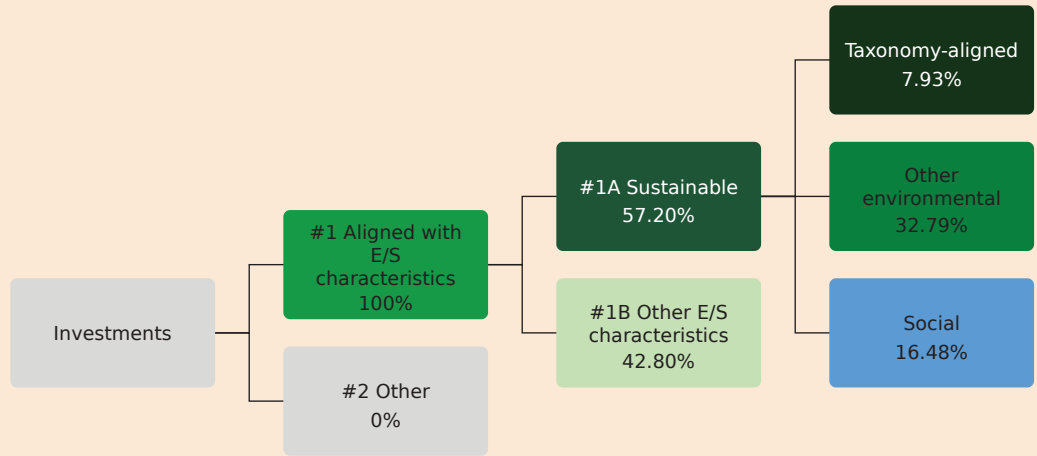 Investments
#1 Aligned with
E/S
characteristics
100%
#2 Other
0%
#1A Sustainable
57.20%
#1B Other E/S
characteristics
42.80%
Taxonomy-aligned
7.93%
Other
environmental
32.79%
Social
16.48%